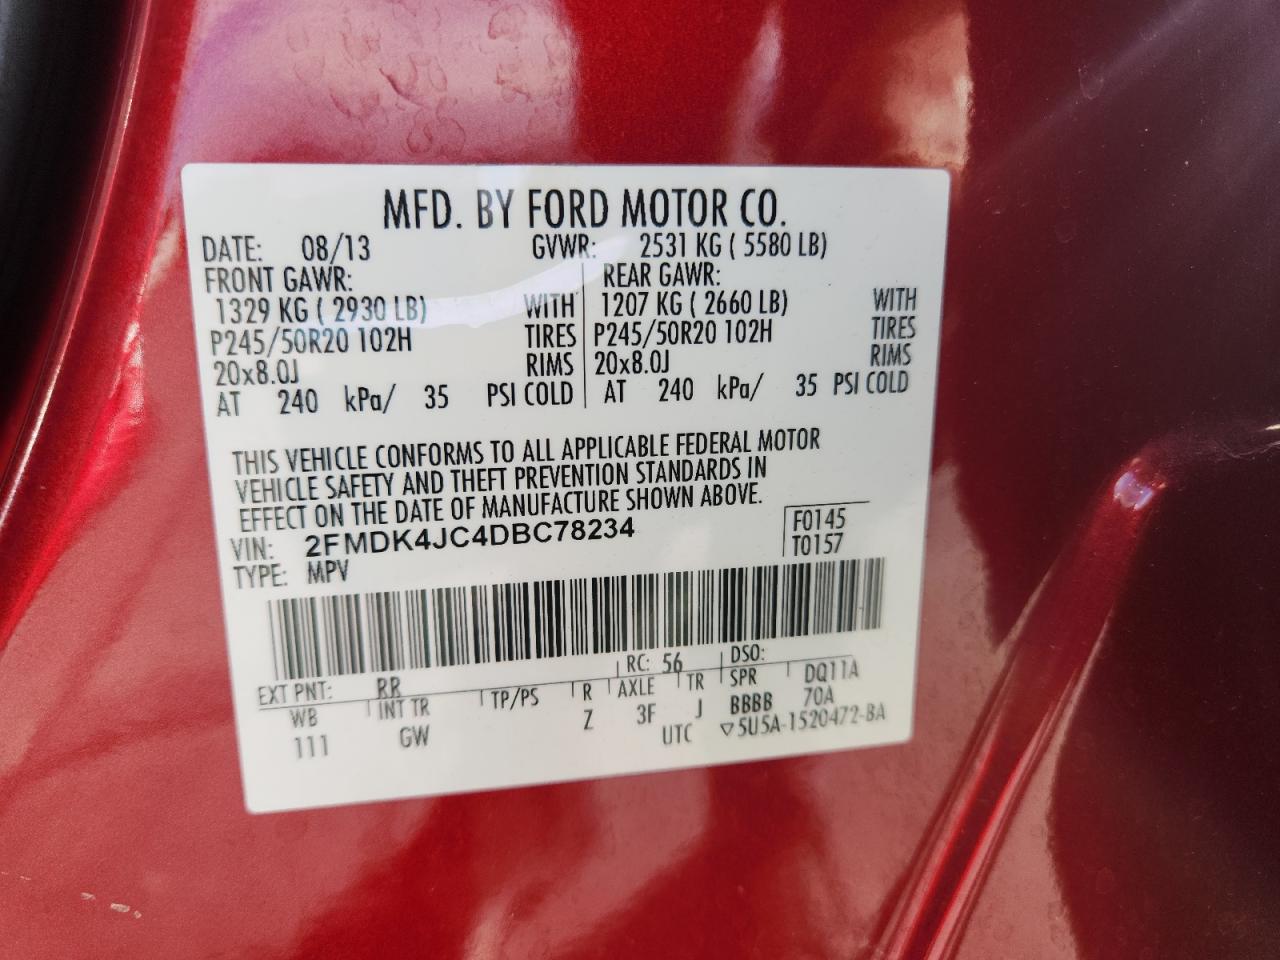 MFD. BY FORD MOTOR CO.
DATE: 08/13 GVWR: 2531 KG ( 5580 LB)
FRONT GAWR: REAR GAWR:
1329 KG ( 2930 LB) WITH 1207 KG ( 2660 LB) WITH
P245/50R20 102H TIRES P245/50R20 102H TIRES
20x8.0J RIMS 20x8.0J RIMS
AT 240 kPa/ 35 PSI COLD AT 240 kPa/ 35 PSI COLD
THIS VEHICLE CONFORMS TO ALL APPLICABLE FEDERAL MOTOR
VEHICLE SAFETY AND THEFT PREVENTION STANDARDS IN
EFFECT ON THE DATE OF MANUFACTURE SHOWN ABOVE.
VIN: 2FMDK4JC4DBC78234 F0145
TYPE: MPV T0157
EXT PNT: RR RC: 56 DSO:
WB INT TR TP/PS R AXLE TR SPR DQ11A
111 GW Z 3F J BBBB 70A
UTC ▽5U5A-1520472-BA